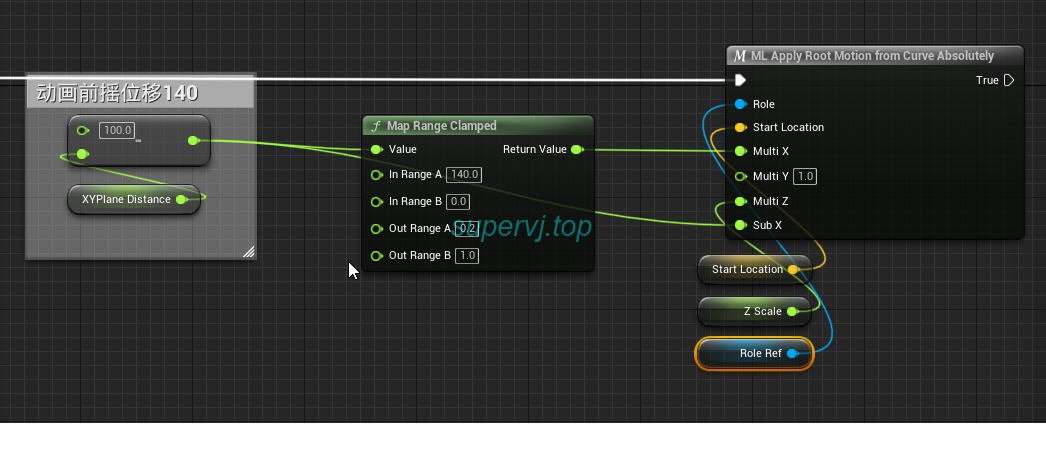 ML Apply Root Motion from Curve Absolutely
True
Role
Start Location
Multi X
Multi Y 1.0
Multi Z
Sub X
动画前摇位移140
100.0
-
XYPlane Distance
Map Range Clamped
Value
Return Value
In Range A 140.0
In Range B 0.0
Out Range A 0.2
Out Range B 1.0
supervj.top
Start Location
Z Scale
Role Ref